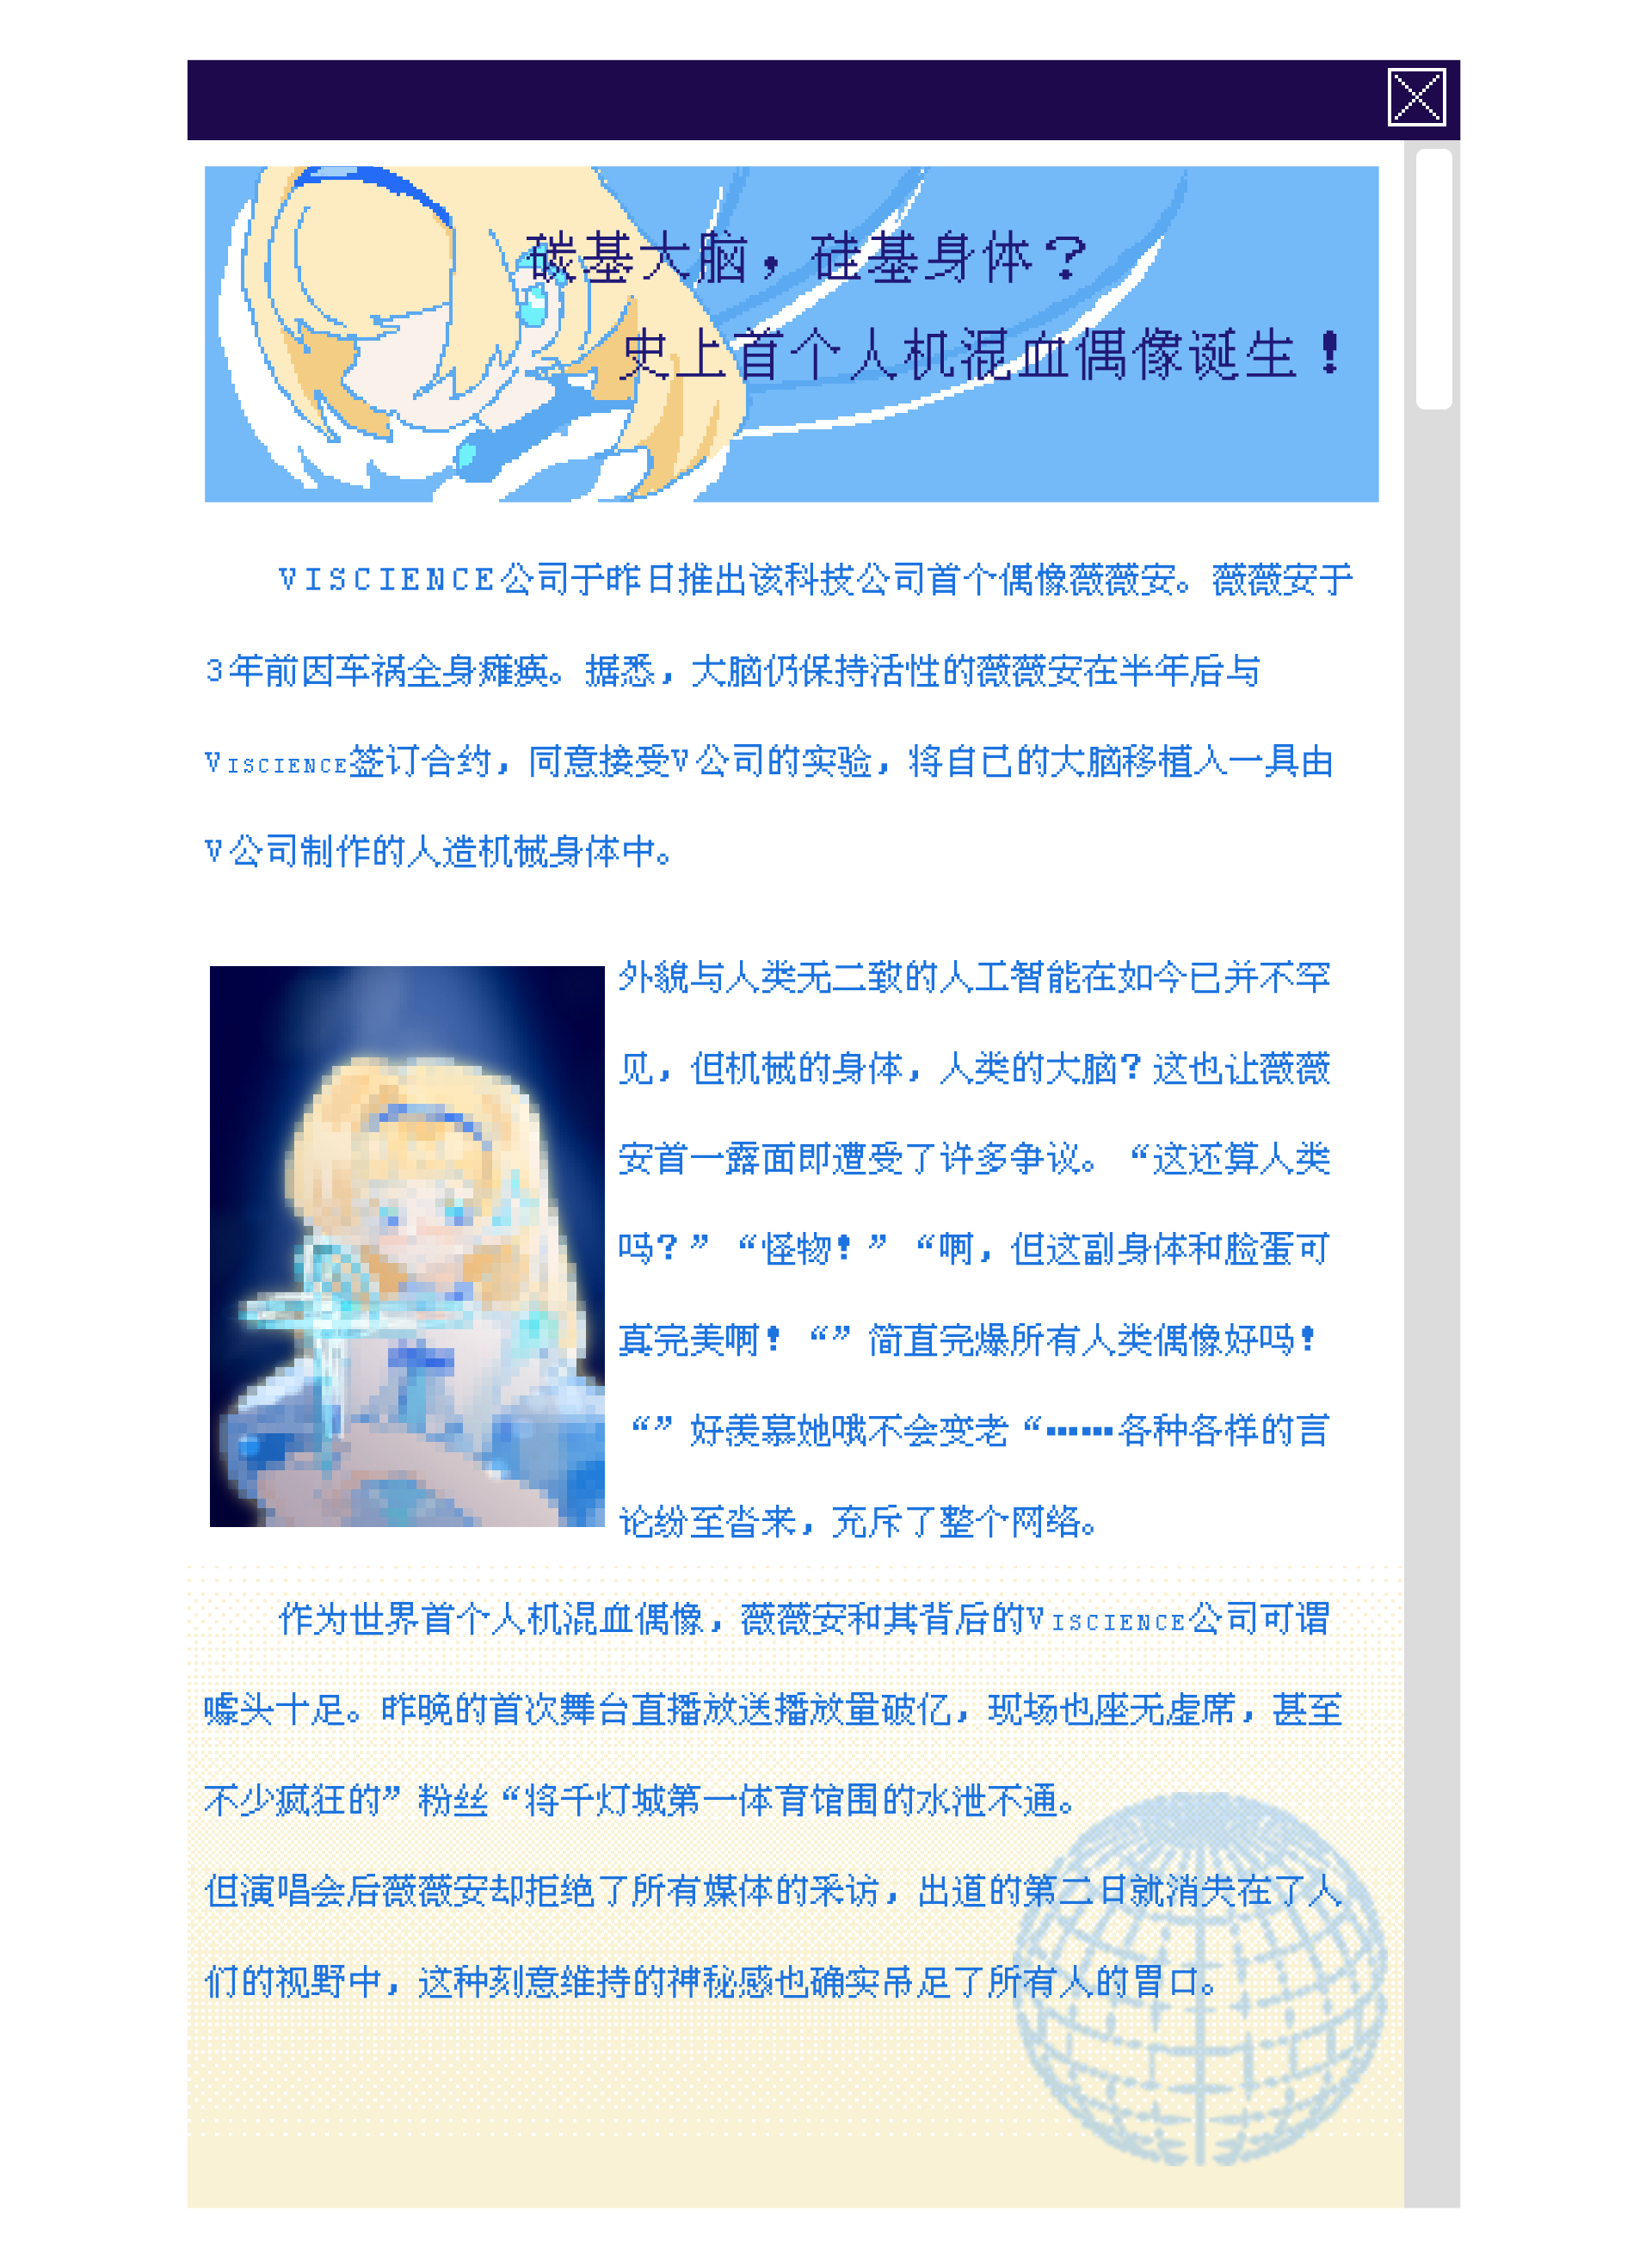 碳基大脑，硅基身体？
史上首个人机混血偶像诞生！
VISCIENCE公司于昨日推出该科技公司首个偶像薇薇安。薇薇安于
3年前因车祸全身瘫痪。据悉，大脑仍保持活性的薇薇安在半年后与
VISCIENCE签订合约，同意接受V公司的实验，将自己的大脑移植入一具由
V公司制作的人造机械身体中。
外貌与人类无二致的人工智能在如今已并不罕
见，但机械的身体，人类的大脑？这也让薇薇
安首一露面即遭受了许多争议。“这还算人类
吗？”“怪物！”“啊，但这副身体和脸蛋可
真完美啊！“”简直完爆所有人类偶像好吗！
“”好羡慕她哦不会变老“……各种各样的言
论纷至沓来，充斥了整个网络。
作为世界首个人机混血偶像，薇薇安和其背后的VISCIENCE公司可谓
噱头十足。昨晚的首次舞台直播放送播放量破亿，现场也座无虚席，甚至
不少疯狂的”粉丝“将千灯城第一体育馆围的水泄不通。
但演唱会后薇薇安却拒绝了所有媒体的采访，出道的第二日就消失在了人
们的视野中，这种刻意维持的神秘感也确实吊足了所有人的胃口。